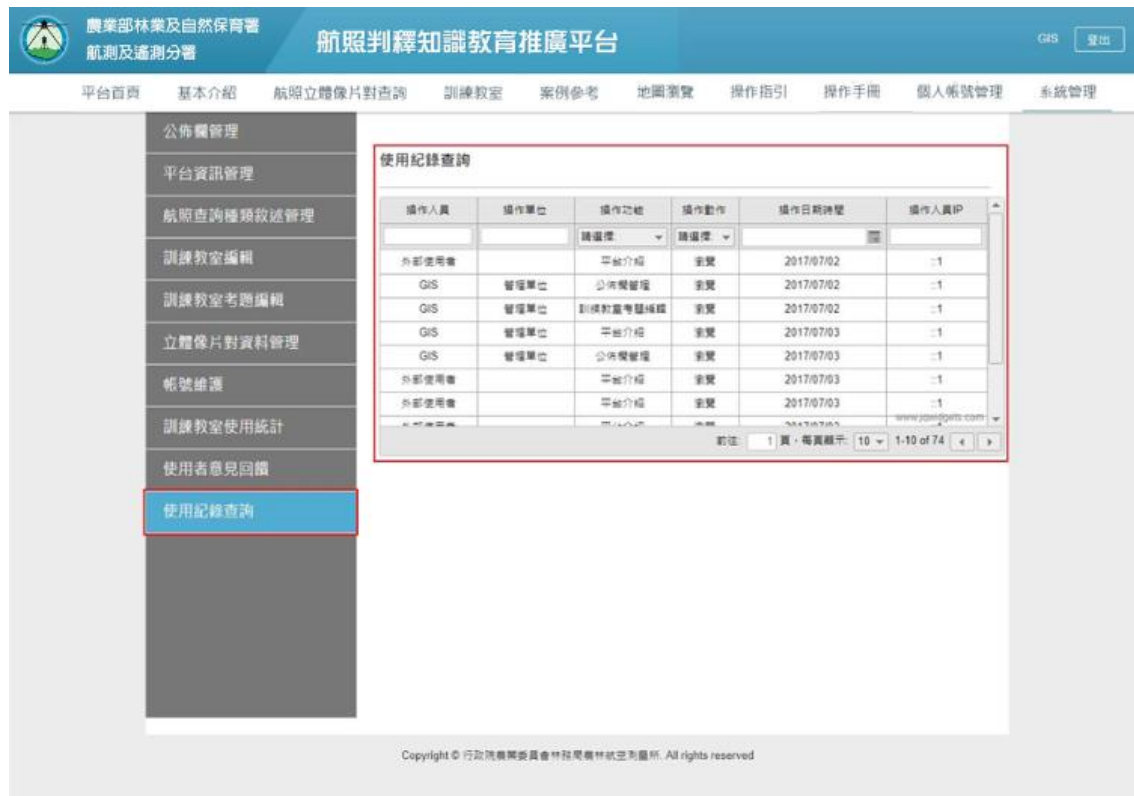 農業部林業及自然保育署
航測及遙測分署
航照判釋知識教育推廣平台
GIS 登出
平台首頁 基本介紹 航照立體像片對查詢 訓練教室 案例參考 地圖瀏覽 操作指引 操作手冊 個人帳號管理 系統管理
公佈欄管理
平台資訊管理
航照查詢種類敘述管理
訓練教室編輯
訓練教室考題編輯
立體像片對資料管理
帳號維護
訓練教室使用統計
使用者意見回饋
使用紀錄查詢
使用紀錄查詢
操作人員 操作單位 操作功能 操作動作 操作日期時間 操作人員IP
請選擇: 請選擇:
外部使用者 平台介紹 瀏覽 2017/07/02 ::1
GIS 管理單位 公佈欄管理 瀏覽 2017/07/02 ::1
GIS 管理單位 訓練教室考題編輯 瀏覽 2017/07/02 ::1
GIS 管理單位 平台介紹 瀏覽 2017/07/03 ::1
GIS 管理單位 公佈欄管理 瀏覽 2017/07/03 ::1
外部使用者 平台介紹 瀏覽 2017/07/03 ::1
外部使用者 平台介紹 瀏覽 2017/07/03 ::1
www.jqwidgets.com
前往: 1 頁，每頁顯示: 10 1-10 of 74
Copyright © 行政院農業委員會林務局農林航空測量所. All rights reserved